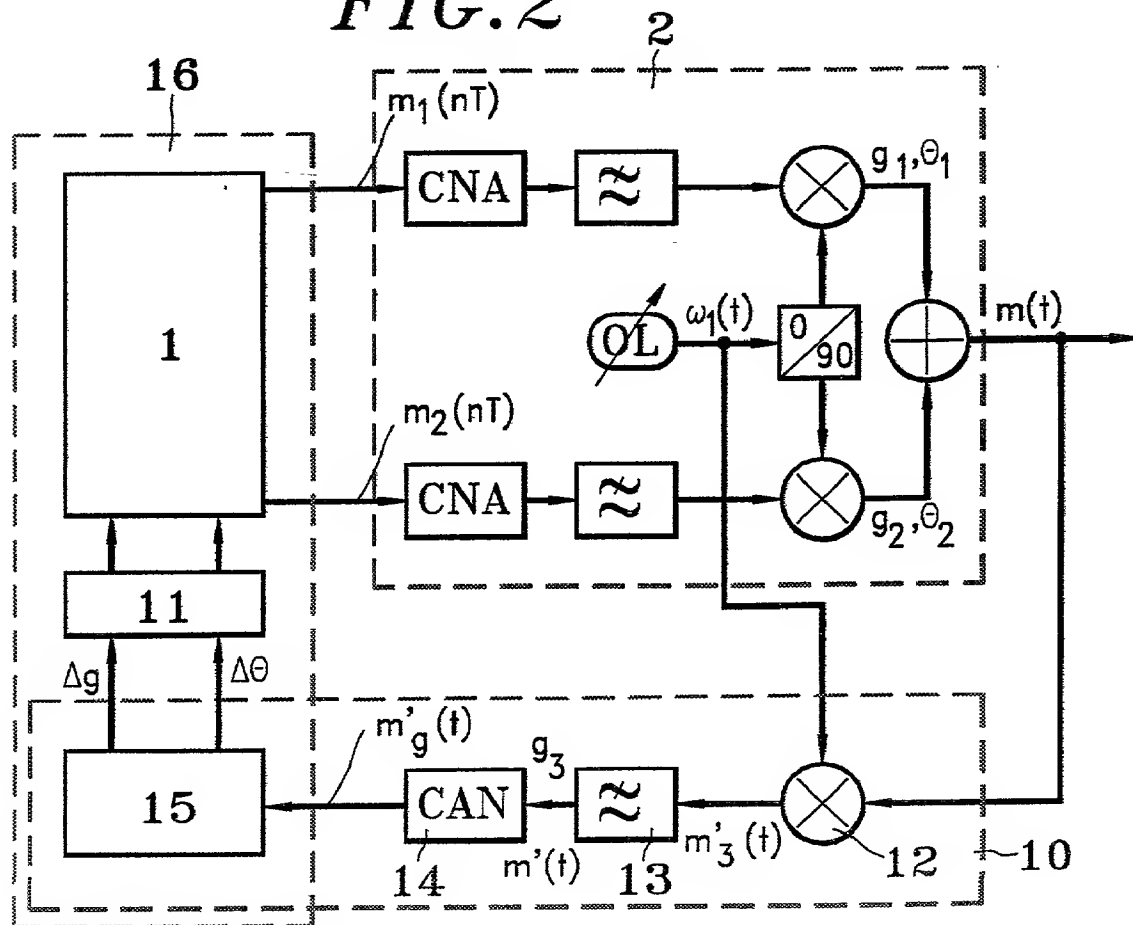 FIG.2
2
16
m₁(nT)
CNA
g₁,θ₁
1
OL
ω₁(t)
0
90
m(t)
m₂(nT)
CNA
g₂,θ₂
11
Δg
Δθ
m'g(t)
g₃
15
CAN
14
m'(t)
13
m'₃(t)
12
10